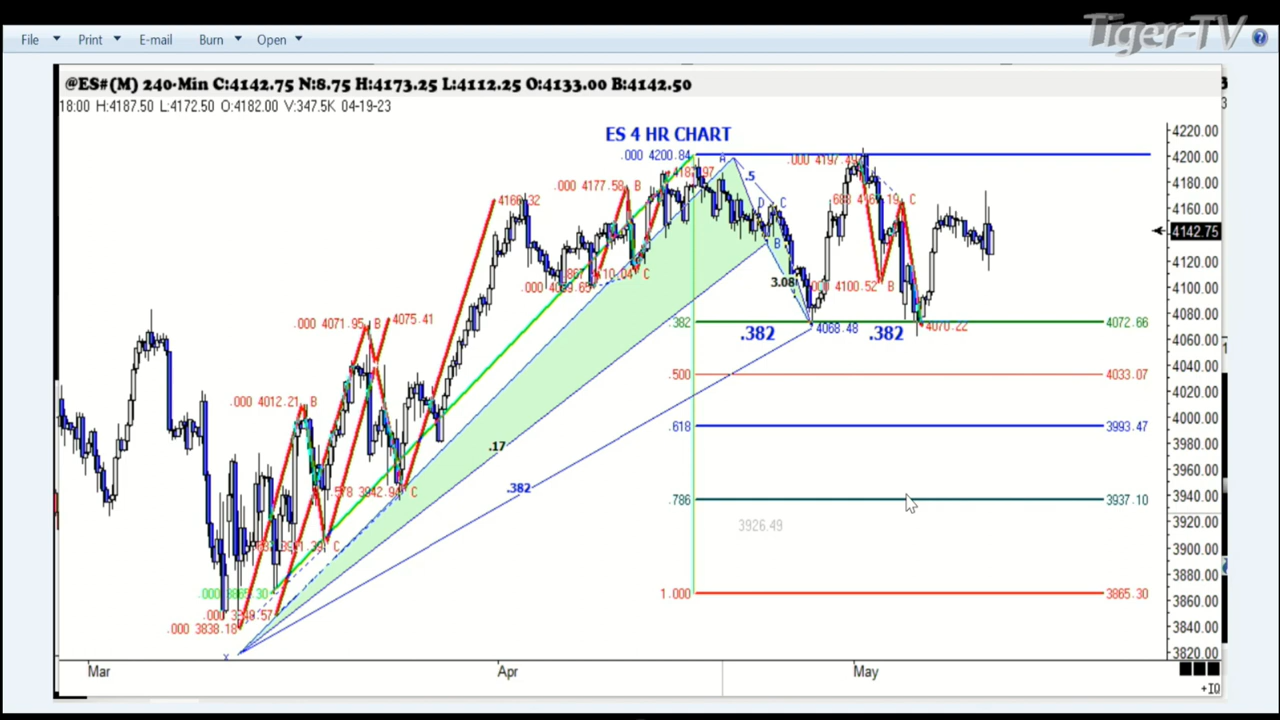 Tiger-TV
File Print E-mail Burn Open
@ES#(M) 240-Min C:4142.75 N:8.75 H:4173.25 L:4112.25 O:4133.00 B:4142.50
18:00 H:4187.50 L:4172.50 O:4182.00 V:347.5K 04-19-23
ES 4 HR CHART
.000 4200.84
A
.5
.000 4177.58 B
4166.32
D C
B
C
C
B
3.08
.000 4100.52 B
.000 4071.95 B
4075.41
.000 4012.21 B
.382
.382
4068.48
.382
4070.22
4072.66
.500
4033.07
.618
3993.47
.786
3937.10
3926.49
1.000
3865.30
.17
.382
.578 3942.94 C
C
.000 3838.18
X
4220.00
4200.00
4180.00
4160.00
4142.75
4120.00
4100.00
4080.00
4060.00
4040.00
4020.00
4000.00
3980.00
3960.00
3940.00
3920.00
3900.00
3880.00
3860.00
3840.00
3820.00
Mar Apr May
+IQ